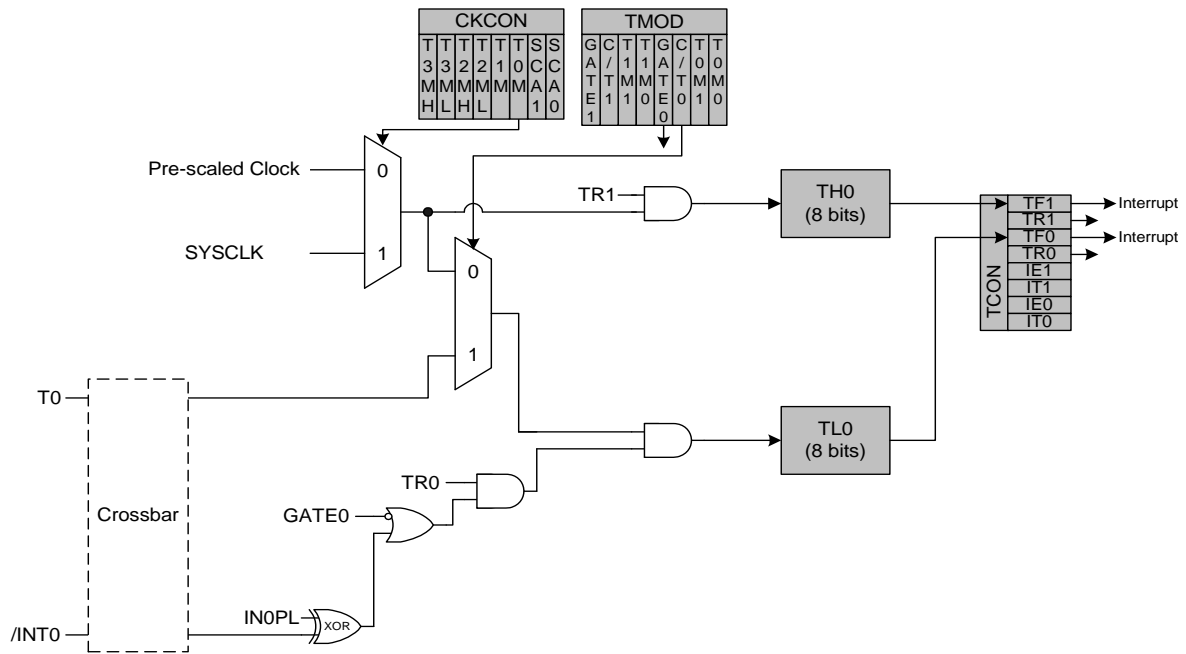 CKCON
T3MH
T3ML
T2MH
T2ML
T1M
T0M
SCA1
SCA0
TMOD
GATE1
C/T1
T1M1
T1M0
GATE0
C/T0
T0M1
T0M0
Pre-scaled Clock
0
SYSCLK
1
0
1
TR1
TH0
(8 bits)
TCON
TF1
TR1
TF0
TR0
IE1
IT1
IE0
IT0
Interrupt
Interrupt
T0
Crossbar
/INT0
TR0
GATE0
IN0PL
XOR
TL0
(8 bits)